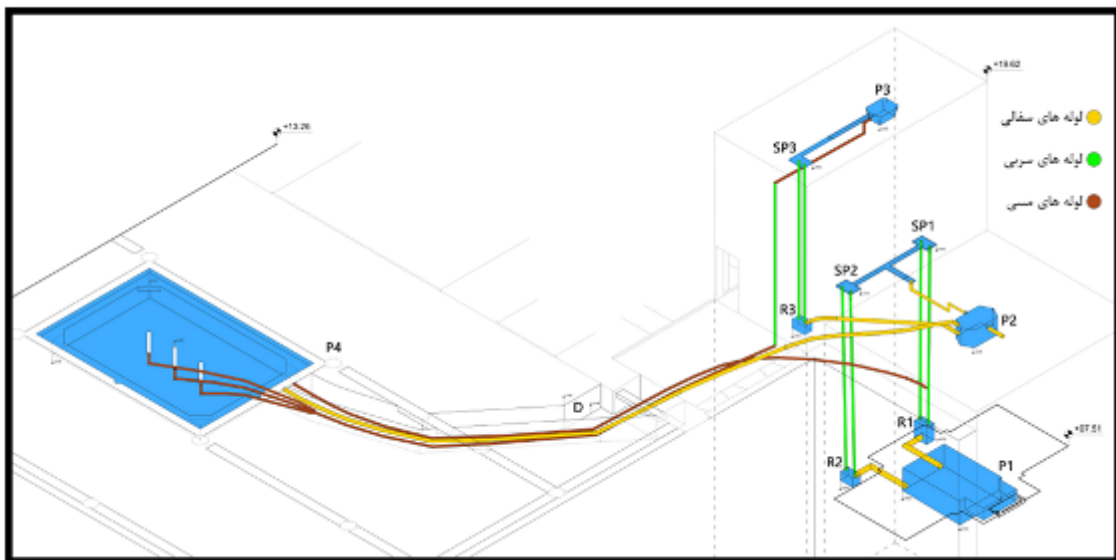 +19.62
P3
لوله های سفالی
+13.26
SP3
لوله های سربی
لوله های مسی
SP1
SP2
R3
P2
P4
D
R1
+07.51
R2
P1